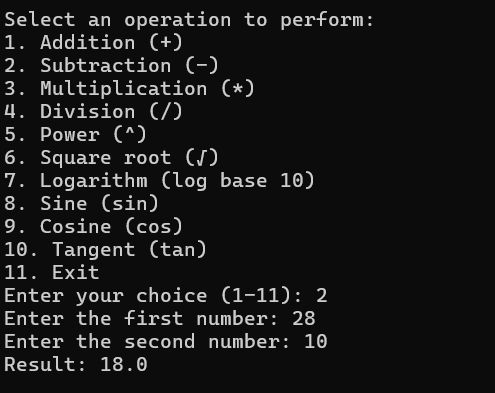 Select an operation to perform:
1. Addition (+)
2. Subtraction (-)
3. Multiplication (*)
4. Division (/)
5. Power (^)
6. Square root (√)
7. Logarithm (log base 10)
8. Sine (sin)
9. Cosine (cos)
10. Tangent (tan)
11. Exit
Enter your choice (1-11): 2
Enter the first number: 28
Enter the second number: 10
Result: 18.0